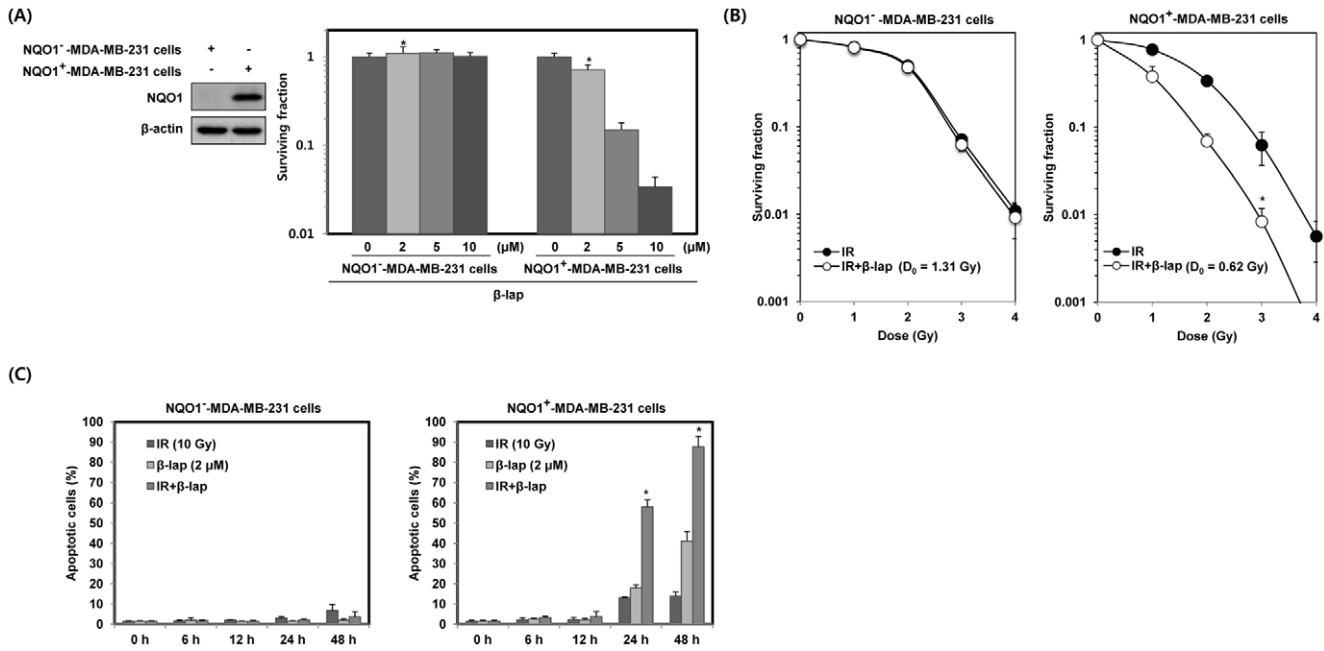 (A)
NQO1⁻-MDA-MB-231 cells + -
NQO1⁺-MDA-MB-231 cells - +
NQO1
β-actin
Surviving fraction
1
0.1
0.01
*
*
0 2 5 10 (μM) 0 2 5 10 (μM)
NQO1⁻-MDA-MB-231 cells NQO1⁺-MDA-MB-231 cells
β-lap
(B)
NQO1⁻-MDA-MB-231 cells
Surviving fraction
1
0.1
0.01
0.001
IR
IR+β-lap (D₀ = 1.31 Gy)
0 1 2 3 4
Dose (Gy)
NQO1⁺-MDA-MB-231 cells
Surviving fraction
1
0.1
0.01
0.001
*
IR
IR+β-lap (D₀ = 0.62 Gy)
0 1 2 3 4
Dose (Gy)
(C)
NQO1⁻-MDA-MB-231 cells
Apoptotic cells (%)
100
90
80
70
60
50
40
30
20
10
0
IR (10 Gy)
β-lap (2 μM)
IR+β-lap
0 h 6 h 12 h 24 h 48 h
NQO1⁺-MDA-MB-231 cells
Apoptotic cells (%)
100
90
80
70
60
50
40
30
20
10
0
IR (10 Gy)
β-lap (2 μM)
IR+β-lap
*
*
0 h 6 h 12 h 24 h 48 h